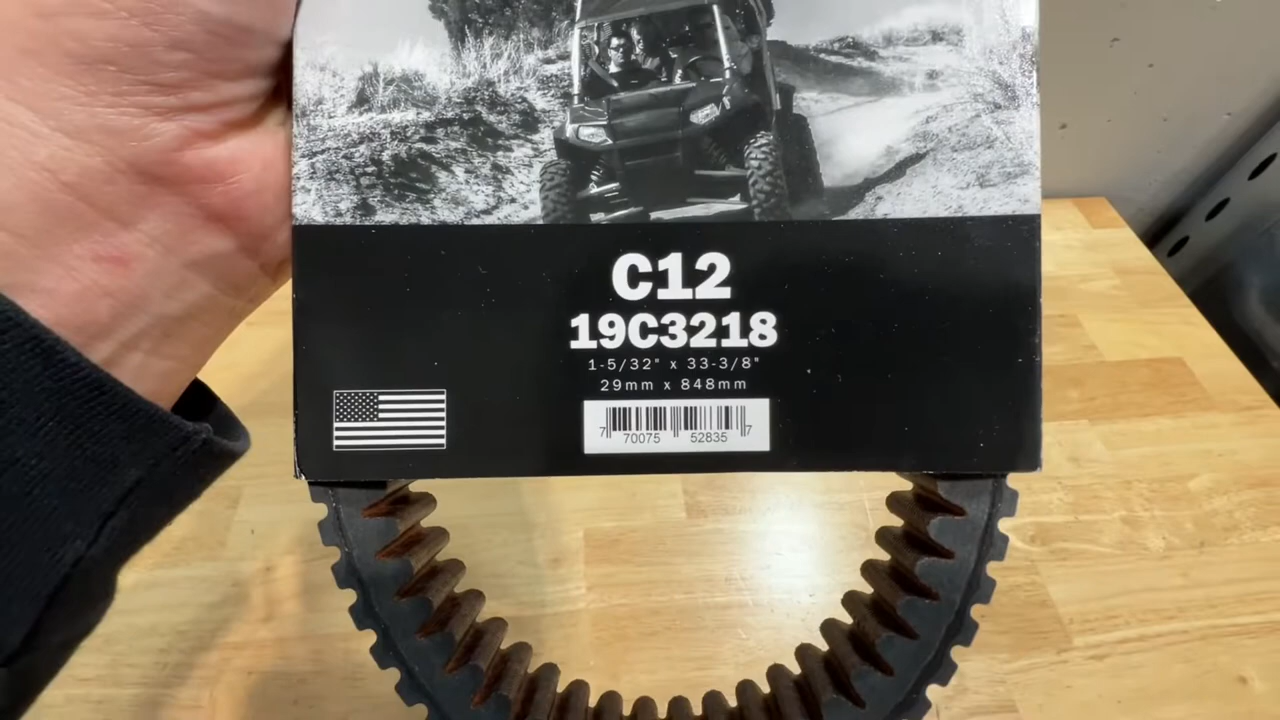 C12
19C3218
1-5/32" x 33-3/8"
29mm x 848mm
7 70075 52835 7